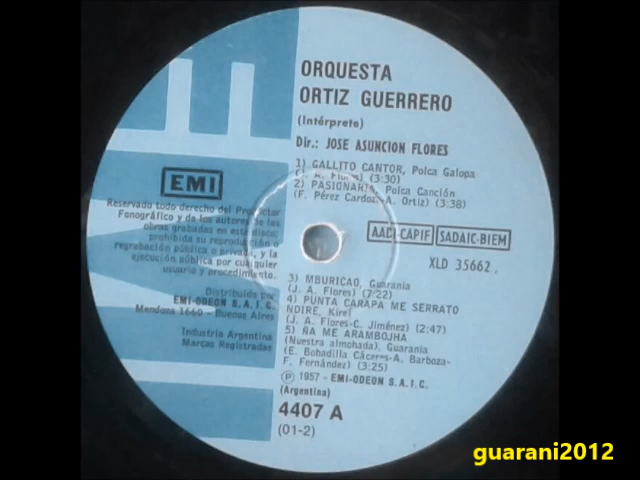 ORQUESTA
ORTIZ GUERRERO
(Intérprete)
Dir.: JOSE ASUNCION FLORES
1) GALLITO CANTOR, Polca Galopa
A. Flores) (3:30)
2) PASIONARIA, Polca Canción
(F. Pérez Cardoz.-A. Ortiz) (3:38)
EMI
Reservado todo derecho del Productor
Fonográfico y de los autores de las
obras grabadas en este disco;
prohibida su reproducción o
regrabación pública o privada, y la
ejecución pública por cualquier
usuario y procedimiento.
AADI-CAPIF SADAIC-BIEM
XLD 35662
Distribuido por
EMI-ODEON S.A.I.C.
Mendoza 1660 - Buenos Aires
Industria Argentina
Marcas Registradas
3) MBURICAO, Guarania
(J. A. Flores) (7:22)
4) PUNTA CARAPA ME SERRATO
NDIRE, Kire
(J. A. Flores-C. Jiménez) (2:47)
5) ÑA ME ARAMBOJHA
(Nuestra almohada), Guarania
(E. Bobadilla Cáceres-A. Barboza-
F. Fernández) (3:25)
Ⓟ 1957 - EMI-ODEON S.A.I.C.
(Argentina)
4407 A
(01-2)
guarani2012